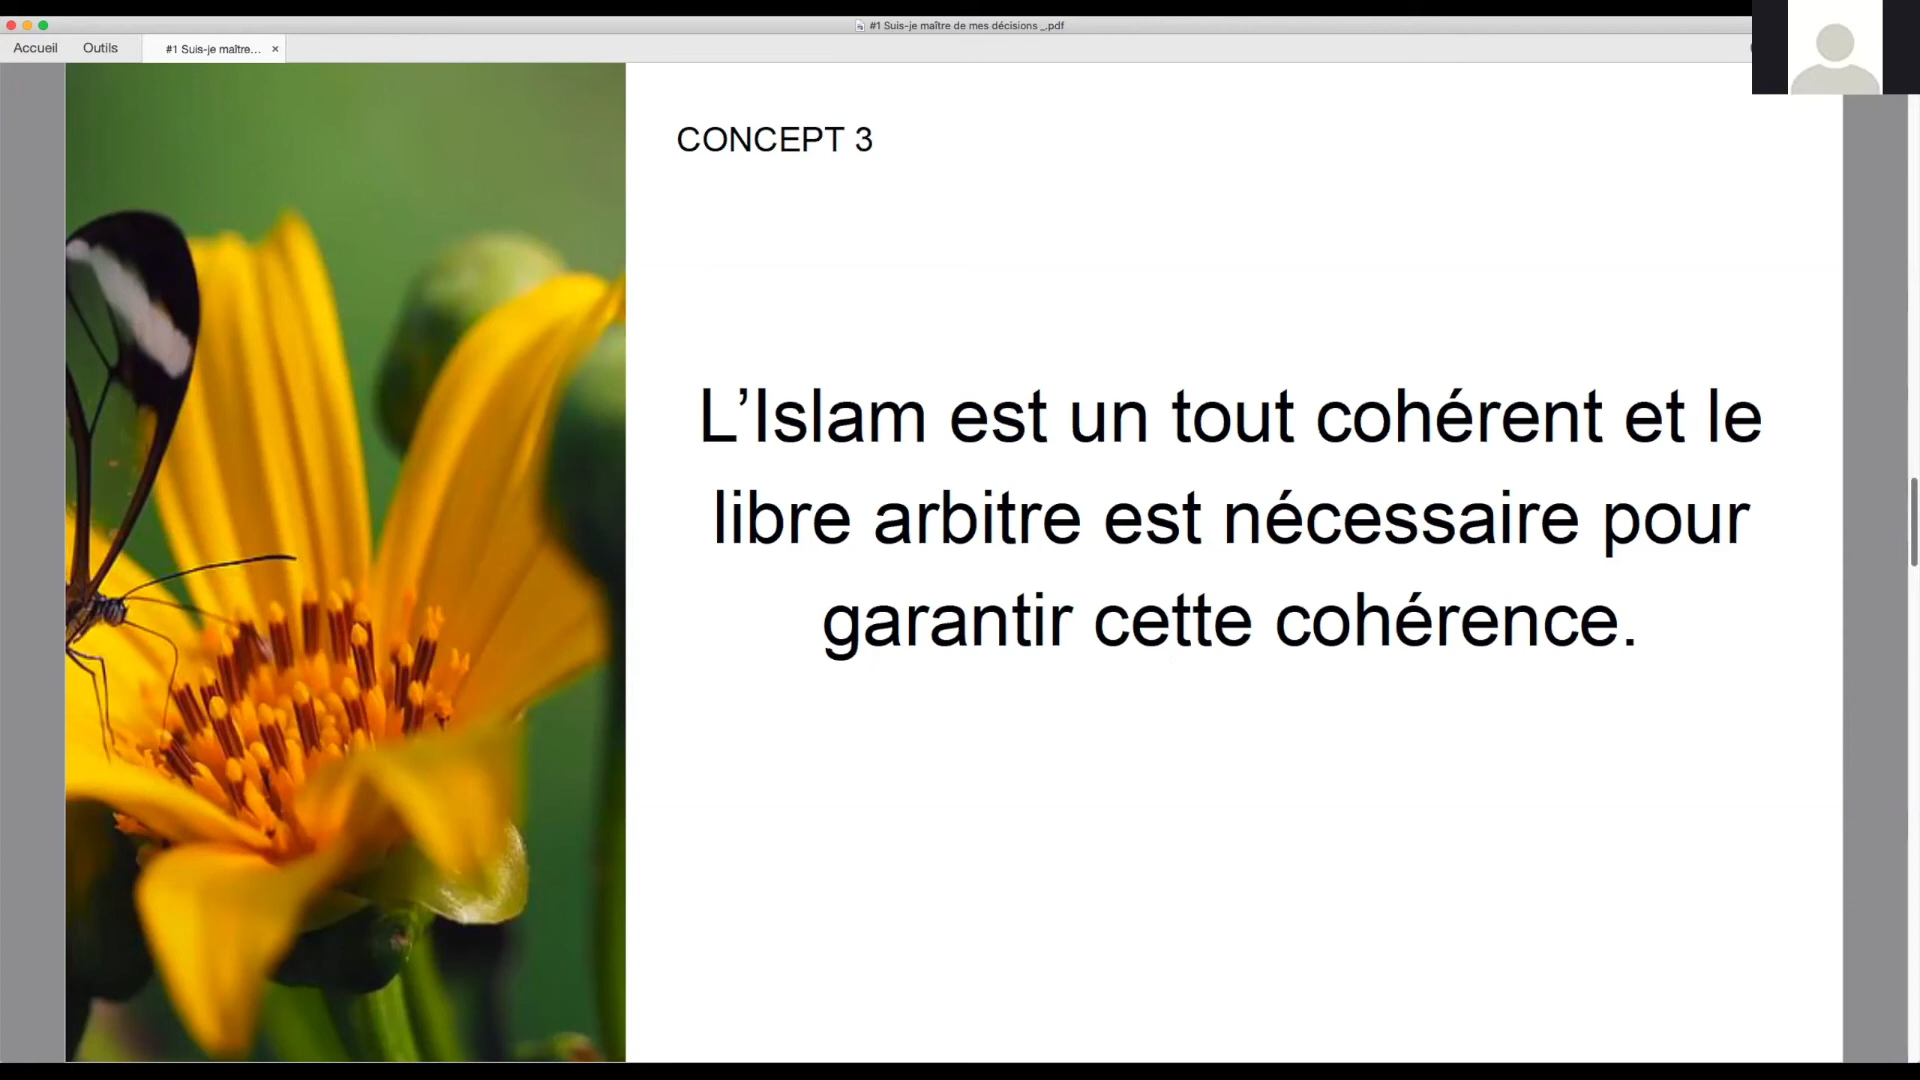 #1 Suis-je maître de mes décisions _.pdf
Accueil
Outils
#1 Suis-je maître... ×
CONCEPT 3
L’Islam est un tout cohérent et le
libre arbitre est nécessaire pour
garantir cette cohérence.